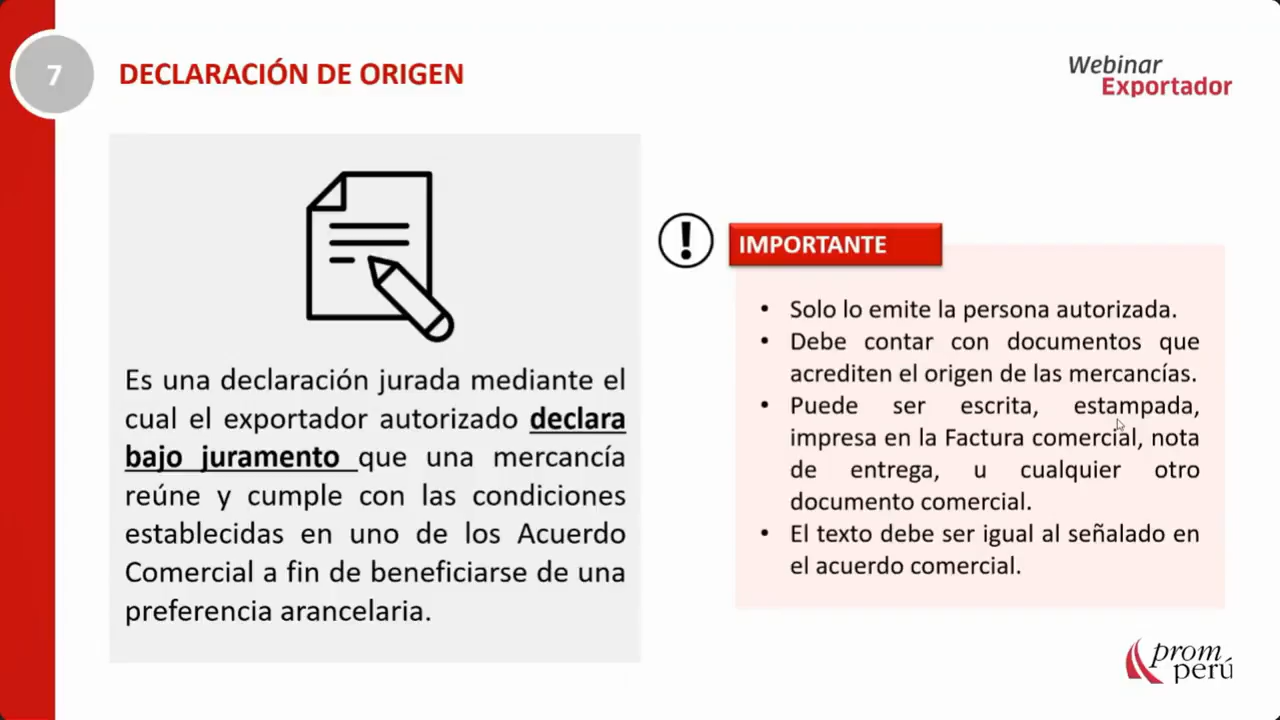 7
DECLARACIÓN DE ORIGEN
Webinar
Exportador
Es una declaración jurada mediante el
cual el exportador autorizado declara
bajo juramento que una mercancía
reúne y cumple con las condiciones
establecidas en uno de los Acuerdo
Comercial a fin de beneficiarse de una
preferencia arancelaria.
IMPORTANTE
• Solo lo emite la persona autorizada.
• Debe contar con documentos que
acrediten el origen de las mercancías.
• Puede ser escrita, estampada,
impresa en la Factura comercial, nota
de entrega, u cualquier otro
documento comercial.
• El texto debe ser igual al señalado en
el acuerdo comercial.
prom
perú